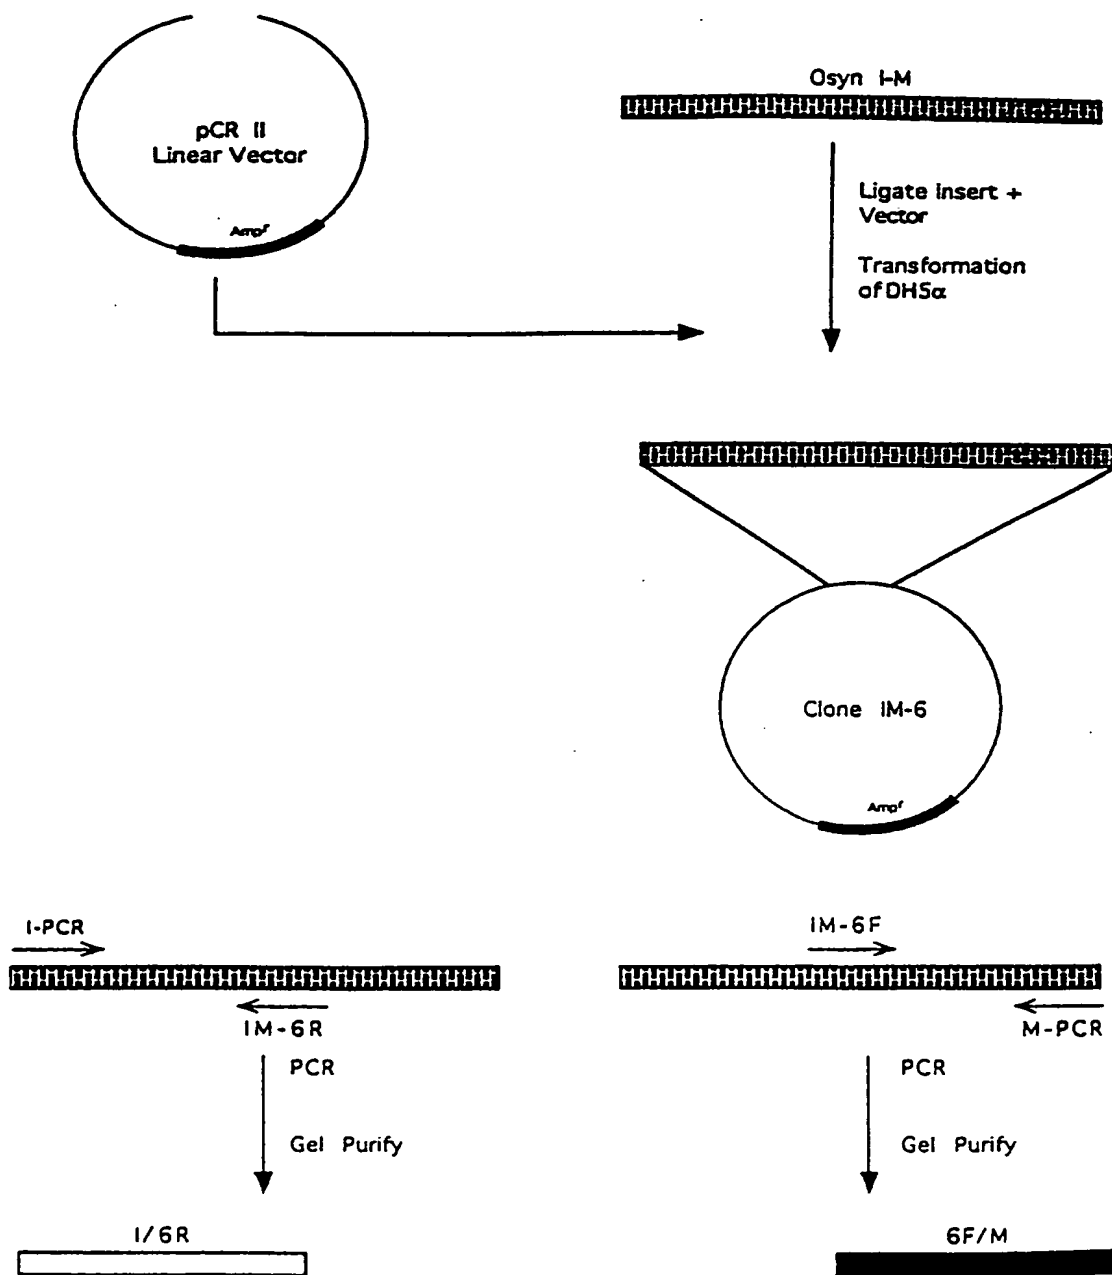 pCR II
Linear Vector
Ampr
Osyn I-M
Ligate Insert +
Vector
Transformation
of DH5α
Clone IM-6
Ampr
I-PCR
IM-6R
PCR
Gel Purify
I/6R
IM-6F
M-PCR
PCR
Gel Purify
6F/M